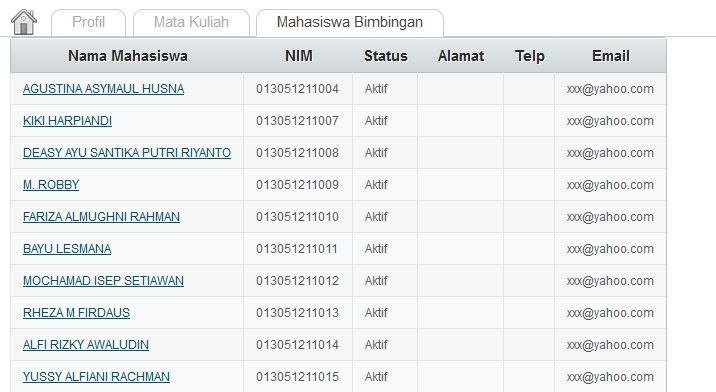 Profil Mata Kuliah Mahasiswa Bimbingan
Nama Mahasiswa NIM Status Alamat Telp Email
AGUSTINA ASYMAUL HUSNA 013051211004 Aktif xxx@yahoo.com
KIKI HARPIANDI 013051211007 Aktif xxx@yahoo.com
DEASY AYU SANTIKA PUTRI RIYANTO 013051211008 Aktif xxx@yahoo.com
M. ROBBY 013051211009 Aktif xxx@yahoo.com
FARIZA ALMUGHNI RAHMAN 013051211010 Aktif xxx@yahoo.com
BAYU LESMANA 013051211011 Aktif xxx@yahoo.com
MOCHAMAD ISEP SETIAWAN 013051211012 Aktif xxx@yahoo.com
RHEZA M FIRDAUS 013051211013 Aktif xxx@yahoo.com
ALFI RIZKY AWALUDIN 013051211014 Aktif xxx@yahoo.com
YUSSY ALFIANI RACHMAN 013051211015 Aktif xxx@yahoo.com